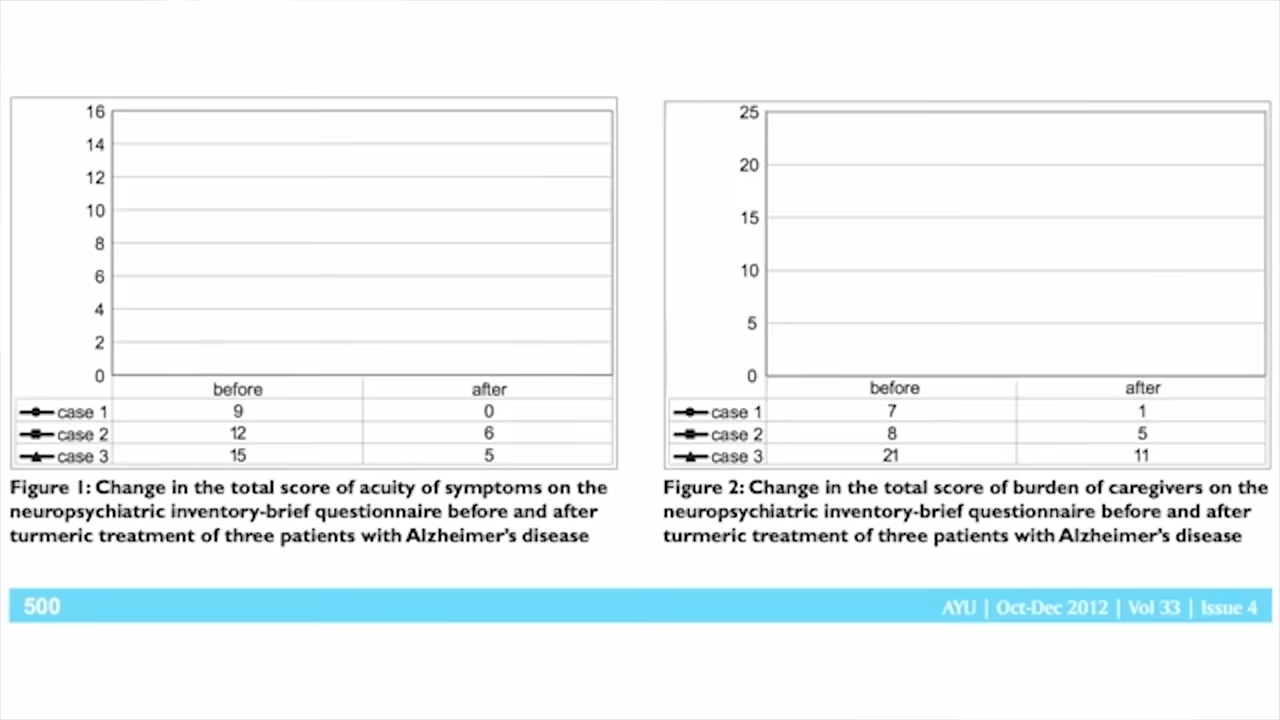 16
14
12
10
8
6
4
2
0
before after
case 1 9 0
case 2 12 6
case 3 15 5
Figure 1: Change in the total score of acuity of symptoms on the
neuropsychiatric inventory-brief questionnaire before and after
turmeric treatment of three patients with Alzheimer's disease
25
20
15
10
5
0
before after
case 1 7 1
case 2 8 5
case 3 21 11
Figure 2: Change in the total score of burden of caregivers on the
neuropsychiatric inventory-brief questionnaire before and after
turmeric treatment of three patients with Alzheimer's disease
500
AYU | Oct-Dec 2012 | Vol 33 | Issue 4